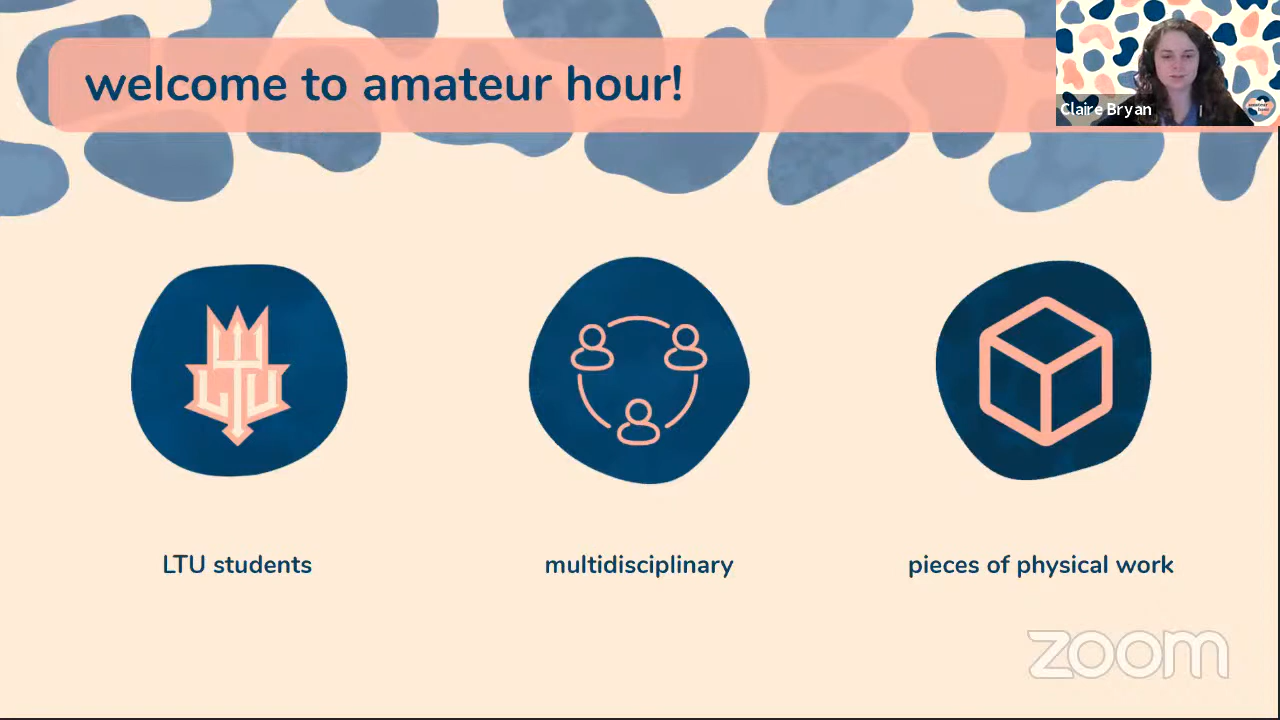 welcome to amateur hour!
Claire Bryan
LTU
LTU students
multidisciplinary
pieces of physical work
zoom